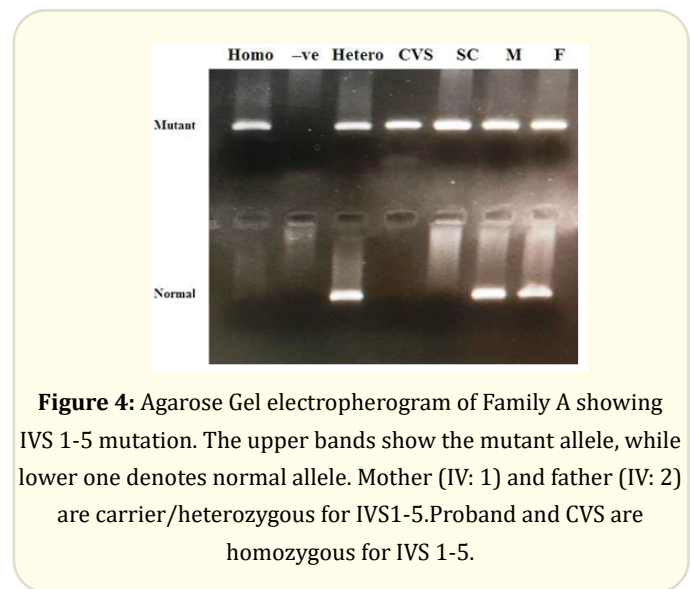 Homo –ve Hetero CVS SC M F
Mutant
Normal
Figure 4: Agarose Gel electropherogram of Family A showing
IVS 1-5 mutation. The upper bands show the mutant allele, while
lower one denotes normal allele. Mother (IV: 1) and father (IV: 2)
are carrier/heterozygous for IVS1-5.Proband and CVS are
homozygous for IVS 1-5.